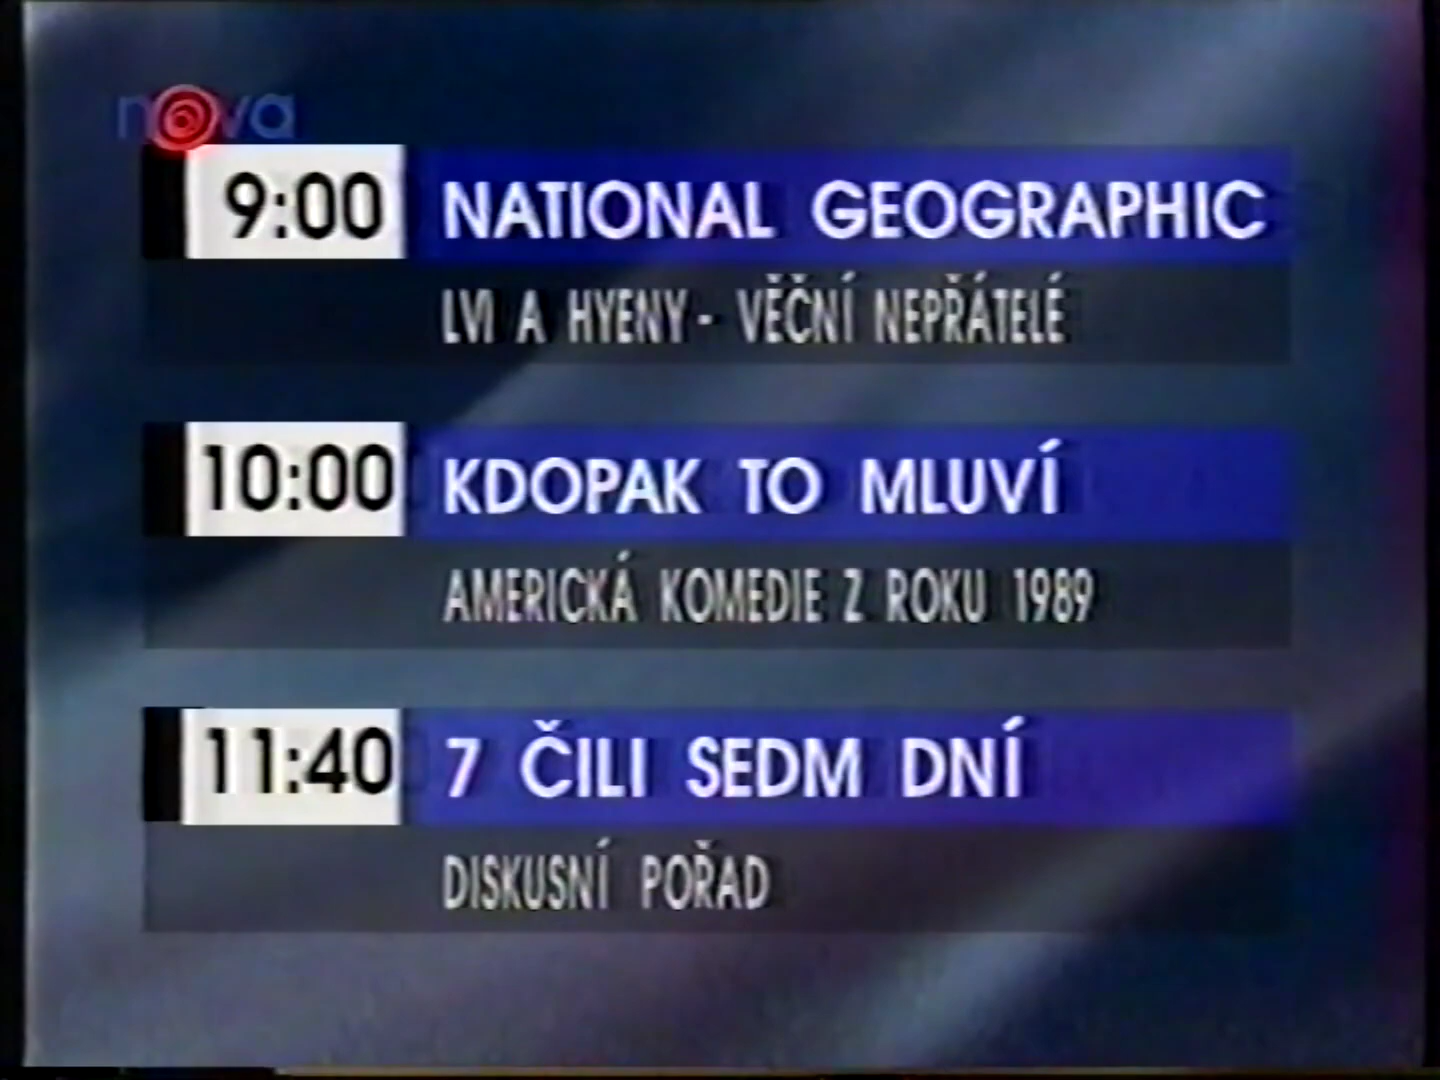 nova
9:00 NATIONAL GEOGRAPHIC
LVI A HYENY - VĚČNÍ NEPŘÁTELÉ
10:00 KDOPAK TO MLUVÍ
AMERICKÁ KOMEDIE Z ROKU 1989
11:40 7 ČILI SEDM DNÍ
DISKUSNÍ POŘAD